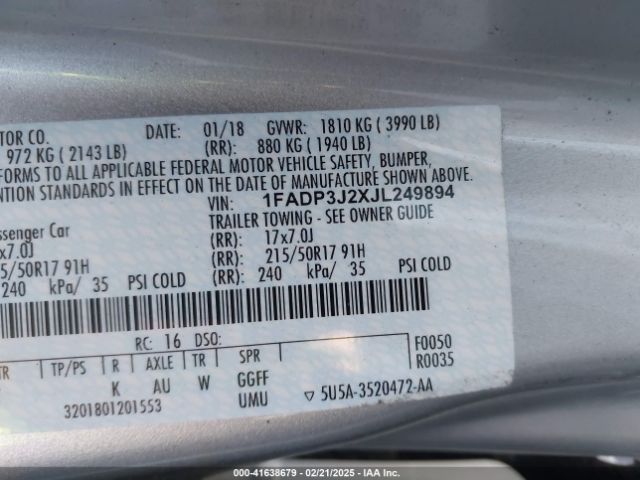 TOR CO. DATE: 01/18 GVWR: 1810 KG ( 3990 LB)
972 KG ( 2143 LB) (RR): 880 KG ( 1940 LB)
FORMS TO ALL APPLICABLE FEDERAL MOTOR VEHICLE SAFETY, BUMPER,
ENTION STANDARDS IN EFFECT ON THE DATE OF MANUFACTURE SHOWN ABOVE.
VIN: 1FADP3J2XJL249894
TRAILER TOWING - SEE OWNER GUIDE
ssenger Car
x7.0J (RR): 17x7.0J
5/50R17 91H (RR): 215/50R17 91H
240 kPa/ 35 PSI COLD (RR): 240 kPa/ 35 PSI COLD
RC: 16 DSO:
TR TP/PS R AXLE TR SPR F0050
K AU W GGFF R0035
3201801201553 UMU ▽ 5U5A-3520472-AA
00-41638679 - 02/21/2025 - IAA Inc.